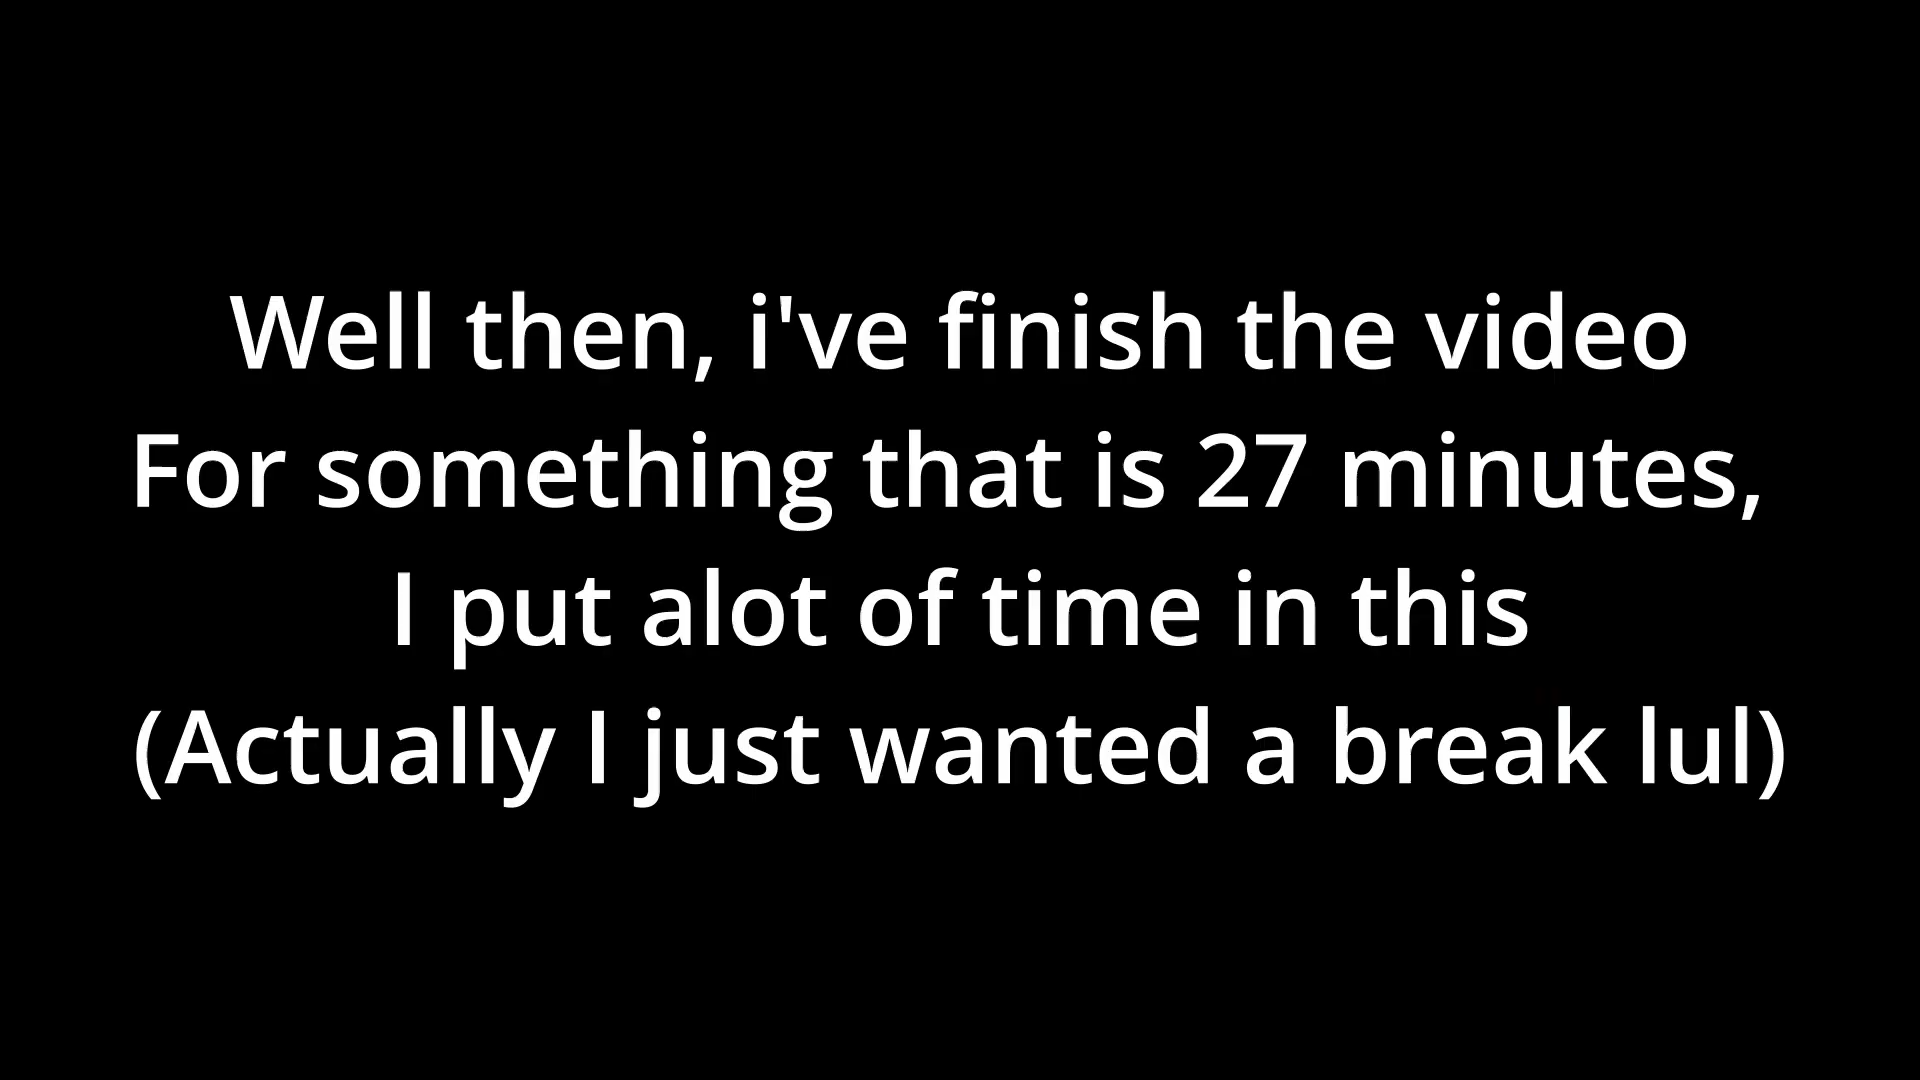 Well then, i've finish the video
For something that is 27 minutes,
I put alot of time in this
(Actually I just wanted a break lul)